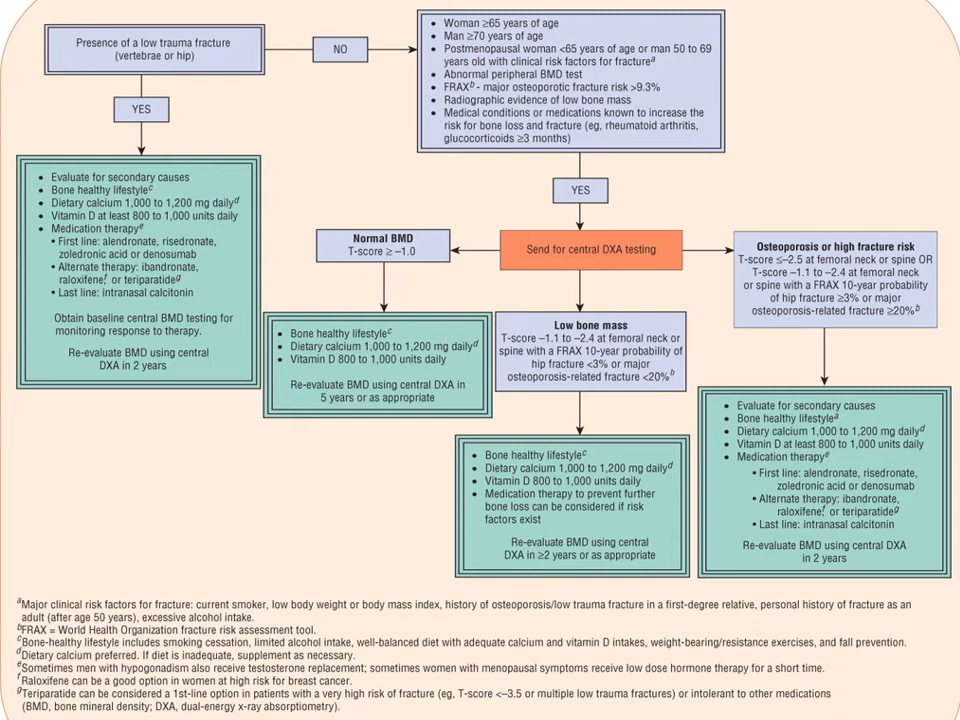 Presence of a low trauma fracture
(vertebrae or hip)
NO
• Woman ≥65 years of age
• Man ≥70 years of age
• Postmenopausal woman <65 years of age or man 50 to 69
years old with clinical risk factors for fractureᵃ
• Abnormal peripheral BMD test
• FRAXᵇ - major osteoporotic fracture risk >9.3%
• Radiographic evidence of low bone mass
• Medical conditions or medications known to increase the
risk for bone loss and fracture (eg, rheumatoid arthritis,
glucocorticoids ≥3 months)
YES
• Evaluate for secondary causes
• Bone healthy lifestyleᶜ
• Dietary calcium 1,000 to 1,200 mg dailyᵈ
• Vitamin D at least 800 to 1,000 units daily
• Medication therapyᵉ
• First line: alendronate, risedronate,
zoledronic acid or denosumab
• Alternate therapy: ibandronate,
raloxifene,ᶠ or teriparatideᵍ
• Last line: intranasal calcitonin
Obtain baseline central BMD testing for
monitoring response to therapy.
Re-evaluate BMD using central
DXA in 2 years
YES
Normal BMD
T-score ≥ –1.0
Send for central DXA testing
Osteoporosis or high fracture risk
T-score ≤–2.5 at femoral neck or spine OR
T-score –1.1 to –2.4 at femoral neck
or spine with a FRAX 10-year probability
of hip fracture ≥3% or major
osteoporosis-related fracture ≥20%ᵇ
• Bone healthy lifestyleᶜ
• Dietary calcium 1,000 to 1,200 mg dailyᵈ
• Vitamin D 800 to 1,000 units daily
Re-evaluate BMD using central DXA in
5 years or as appropriate
Low bone mass
T-score –1.1 to –2.4 at femoral neck or
spine with a FRAX 10-year probability of
hip fracture <3% or major
osteoporosis-related fracture <20%ᵇ
• Bone healthy lifestyleᶜ
• Dietary calcium 1,000 to 1,200 mg dailyᵈ
• Vitamin D 800 to 1,000 units daily
• Medication therapy to prevent further
bone loss can be considered if risk
factors exist
Re-evaluate BMD using central
DXA in ≥2 years or as appropriate
• Evaluate for secondary causes
• Bone healthy lifestyleᵃ
• Dietary calcium 1,000 to 1,200 mg dailyᵈ
• Vitamin D at least 800 to 1,000 units daily
• Medication therapyᵉ
• First line: alendronate, risedronate,
zoledronic acid or denosumab
• Alternate therapy: ibandronate,
raloxifene,ᶠ or teriparatideᵍ
• Last line: intranasal calcitonin
Re-evaluate BMD using central DXA
in 2 years
ᵃMajor clinical risk factors for fracture: current smoker, low body weight or body mass index, history of osteoporosis/low trauma fracture in a first-degree relative, personal history of fracture as an
adult (after age 50 years), excessive alcohol intake.
ᵇFRAX = World Health Organization fracture risk assessment tool.
ᶜBone-healthy lifestyle includes smoking cessation, limited alcohol intake, well-balanced diet with adequate calcium and vitamin D intakes, weight-bearing/resistance exercises, and fall prevention.
ᵈDietary calcium preferred. If diet is inadequate, supplement as necessary.
ᵉSometimes men with hypogonadism also receive testosterone replacement; sometimes women with menopausal symptoms receive low dose hormone therapy for a short time.
ᶠRaloxifene can be a good option in women at high risk for breast cancer.
ᵍTeriparatide can be considered a 1st-line option in patients with a very high risk of fracture (eg, T-score <–3.5 or multiple low trauma fractures) or intolerant to other medications
(BMD, bone mineral density; DXA, dual-energy x-ray absorptiometry).